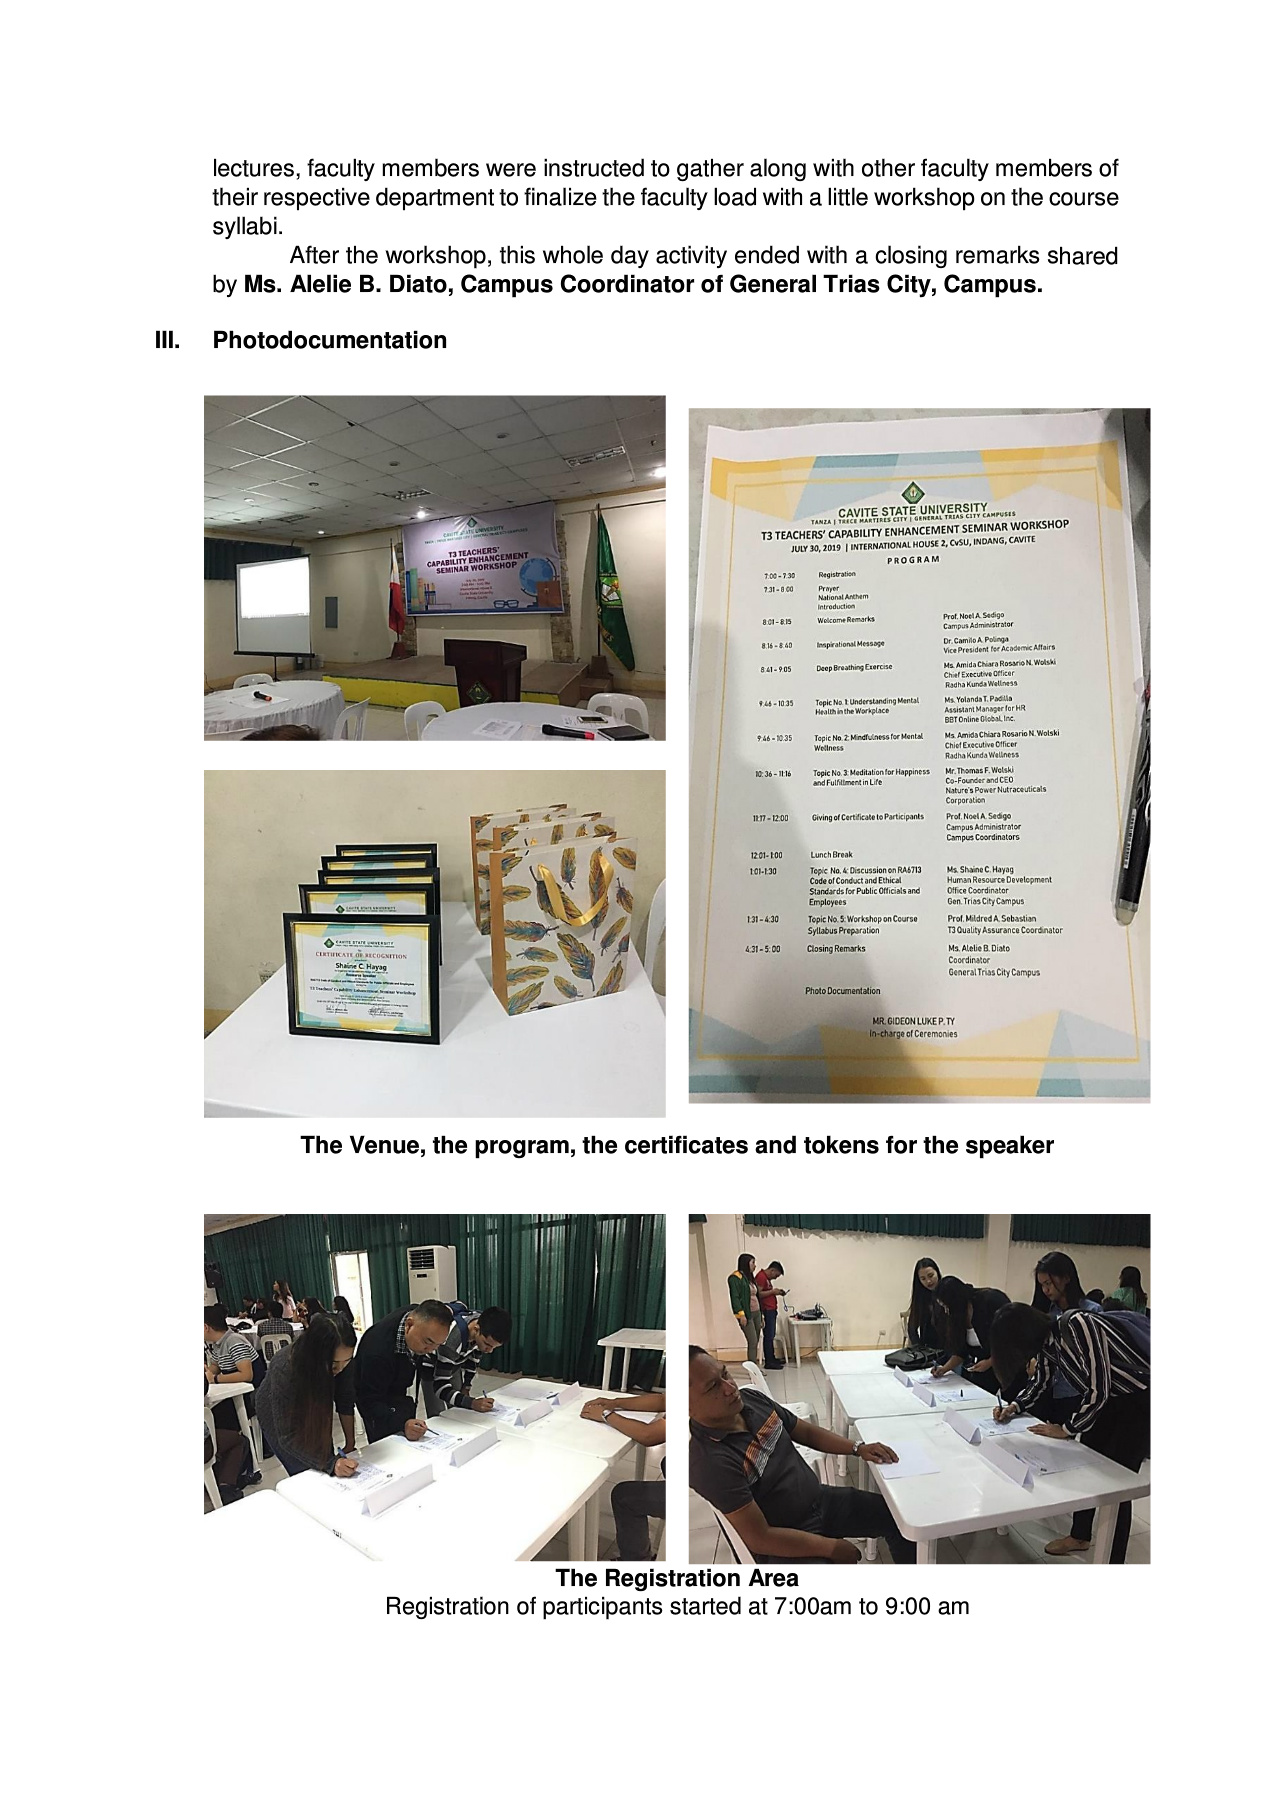 lectures, faculty members were instructed to gather along with other faculty members of
their respective department to finalize the faculty load with a little workshop on the course
syllabi.
After the workshop, this whole day activity ended with a closing remarks shared
by Ms. Alelie B. Diato, Campus Coordinator of General Trias City, Campus.
III. Photodocumentation
CAVITE STATE UNIVERSITY
T3 TEACHERS'
CAPABILITY ENHANCEMENT
SEMINAR WORKSHOP
CAVITE STATE UNIVERSITY
TANZA | TRECE MARTIRES CITY | GENERAL TRIAS CITY CAMPUSES
T3 TEACHERS' CAPABILITY ENHANCEMENT SEMINAR WORKSHOP
JULY 30, 2019 | INTERNATIONAL HOUSE 2, CvSU, INDANG, CAVITE
PROGRAM
7:00 - 7:30 Registration
7:31 - 8:00 Prayer
National Anthem
Introduction
8:01 - 8:15 Welcome Remarks Prof. Noel A. Sedigo
Campus Administrator
8:16 - 8:40 Inspirational Message Dr. Camilo A. Polinga
Vice President for Academic Affairs
8:41 - 9:05 Deep Breathing Exercise Ms. Amida Chiara Rosario N. Wolski
Chief Executive Officer
Radha Kunda Wellness
9:46 - 10:35 Topic No. 1: Understanding Mental Ms. Yolanda T. Padilla
Health in the Workplace Assistant Manager for HR
BBT Online Global, Inc.
9:46 - 10:35 Topic No. 2: Mindfulness for Mental Ms. Amida Chiara Rosario N. Wolski
Wellness Chief Executive Officer
Radha Kunda Wellness
10:36 - 11:16 Topic No. 3: Meditation for Happiness Mr. Thomas F. Wolski
and Fulfillment in Life Co-Founder and CEO
Nature's Power Nutraceuticals
Corporation
11:17 - 12:00 Giving of Certificate to Participants Prof. Noel A. Sedigo
Campus Administrator
Campus Coordinators
12:01 - 1:00 Lunch Break
1:01 - 1:30 Topic No. 4: Discussion on RA6713 Ms. Shaine C. Hayag
Code of Conduct and Ethical Human Resource Development
Standards for Public Officials and Office Coordinator
Employees Gen. Trias City Campus
1:31 - 4:30 Topic No. 5: Workshop on Course Prof. Mildred A. Sebastian
Syllabus Preparation T3 Quality Assurance Coordinator
4:31 - 5:00 Closing Remarks Ms. Alelie B. Diato
Coordinator
General Trias City Campus
Photo Documentation
MR. GIDEON LUKE P. TY
In-charge of Ceremonies
CAVITE STATE UNIVERSITY
CERTIFICATE OF RECOGNITION
Shaine C. Hayag
Resource Speaker
T3 Teachers' Capability Enhancement Seminar Workshop
The Venue, the program, the certificates and tokens for the speaker
The Registration Area
Registration of participants started at 7:00am to 9:00 am